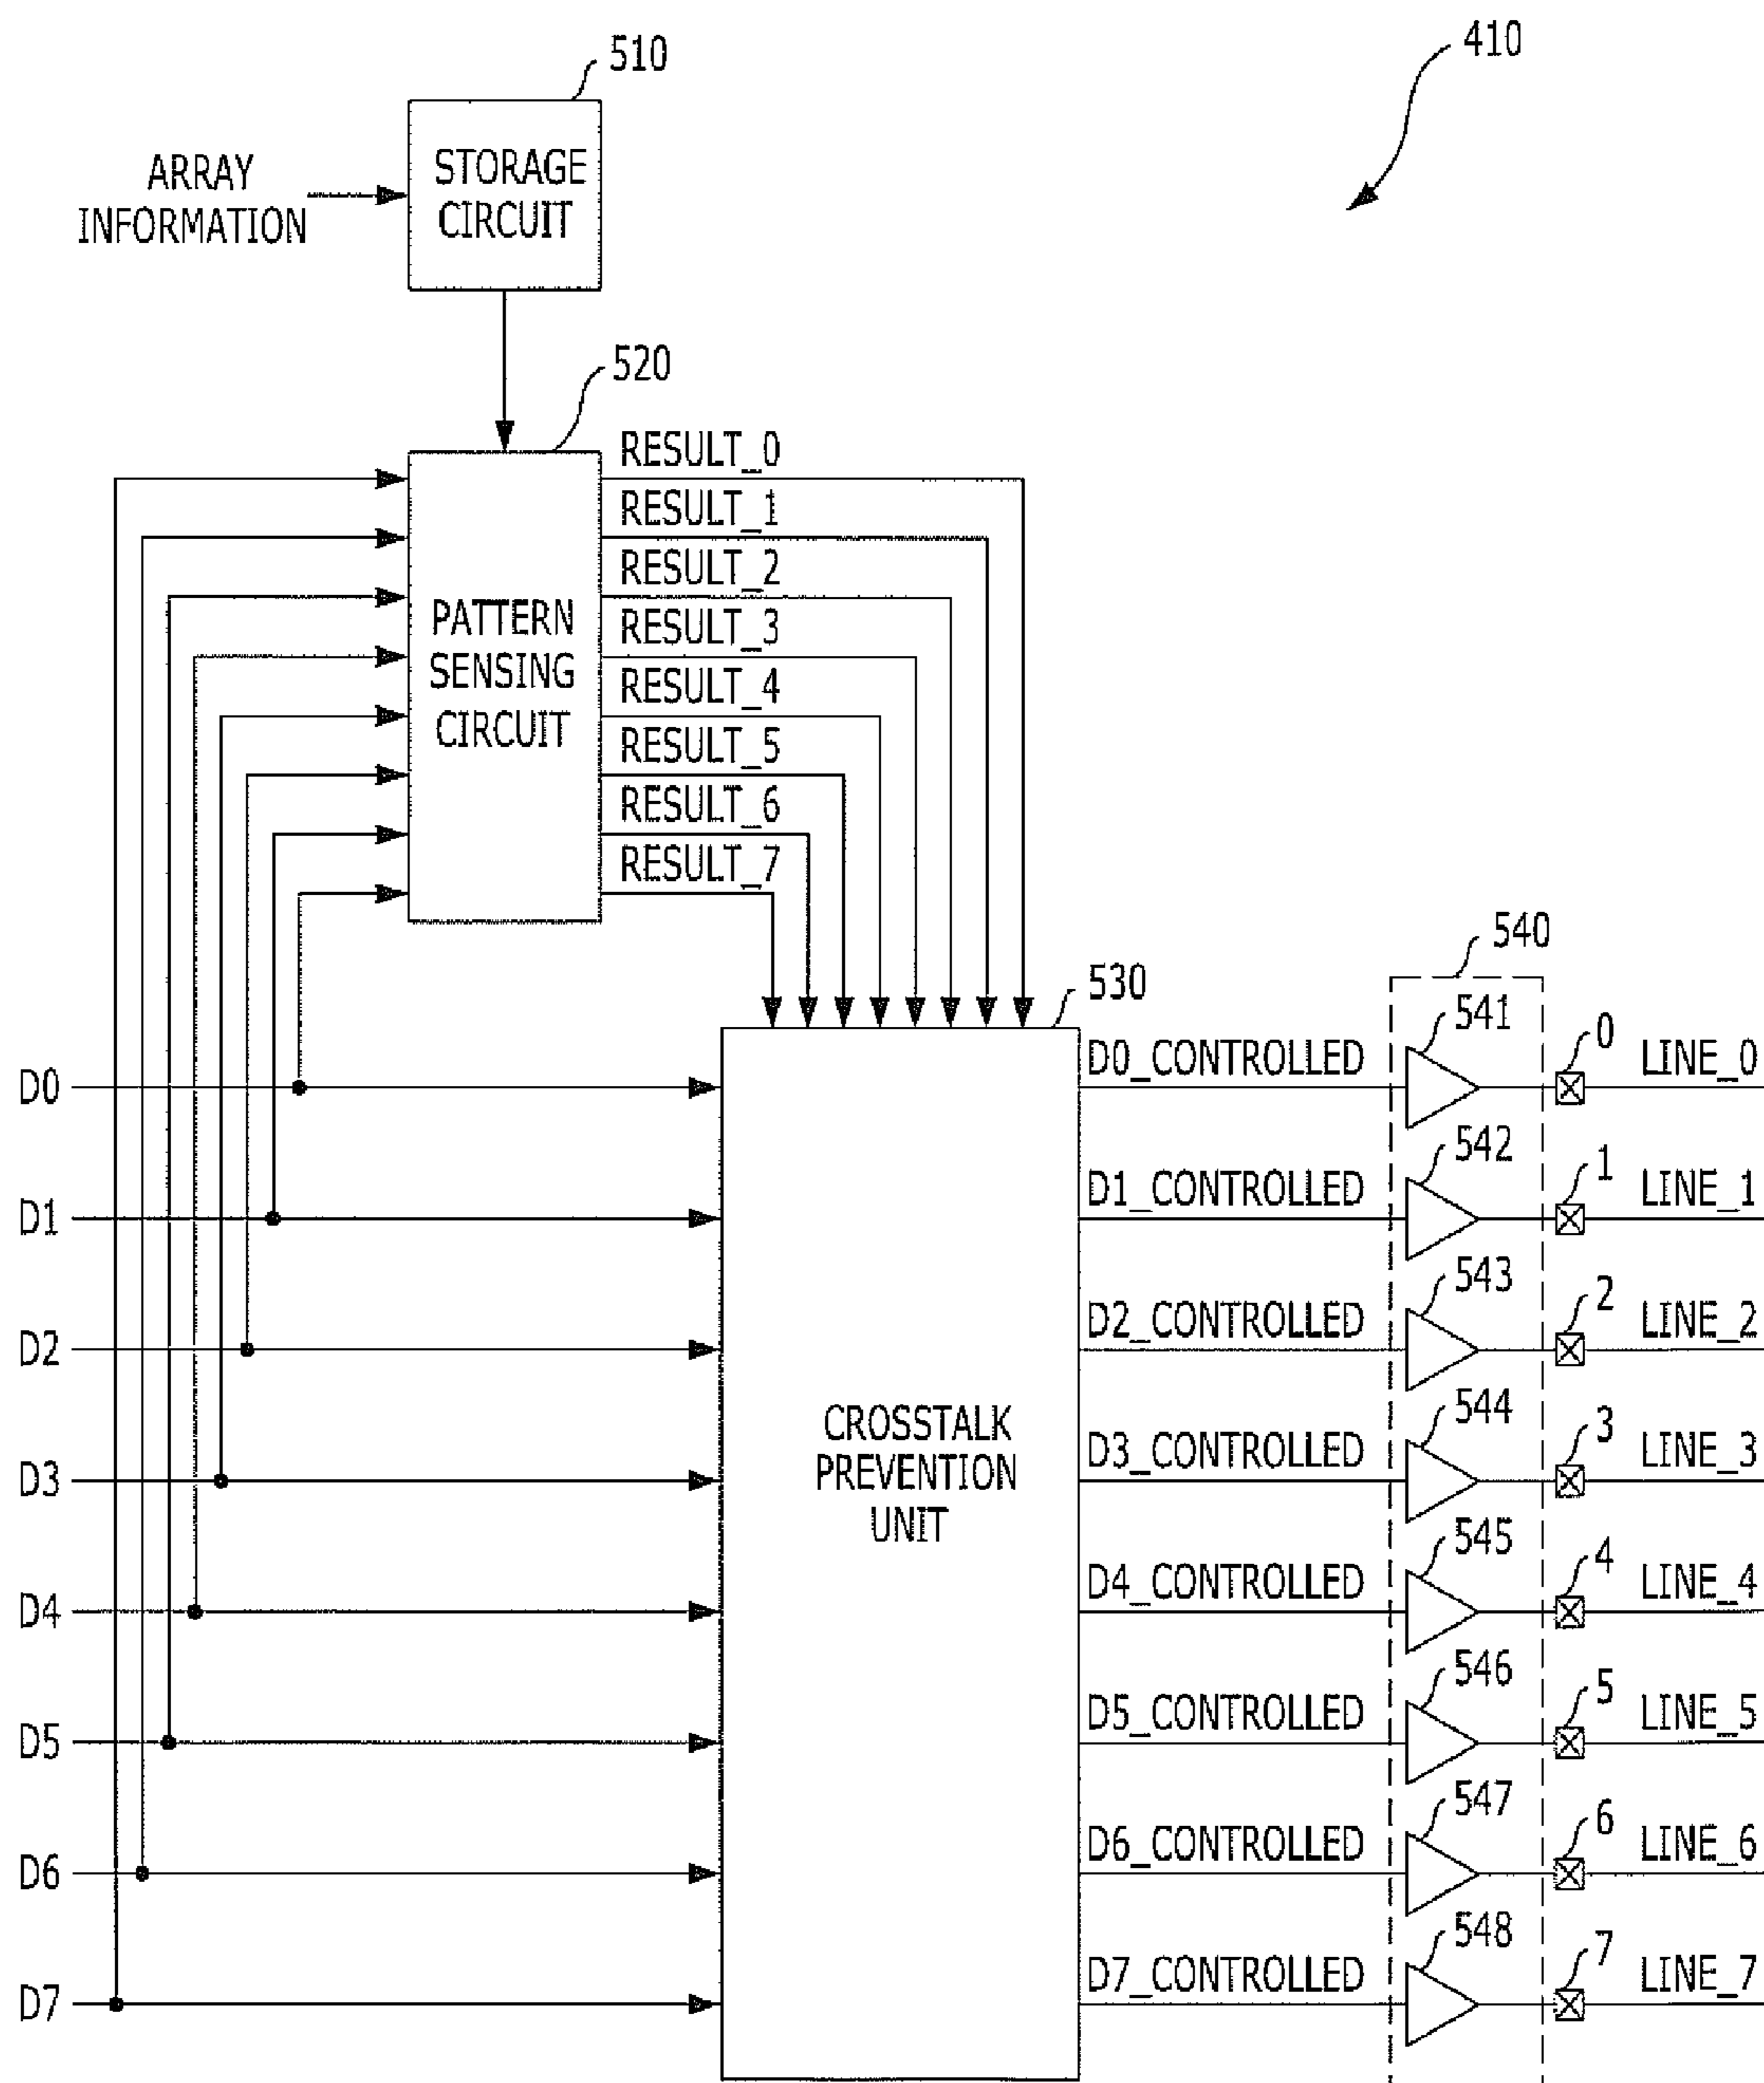 410
510
STORAGE
CIRCUIT
ARRAY
INFORMATION
520
PATTERN
SENSING
CIRCUIT
RESULT_0
RESULT_1
RESULT_2
RESULT_3
RESULT_4
RESULT_5
RESULT_6
RESULT_7
530
CROSSTALK
PREVENTION
UNIT
540
D0
D0_CONTROLLED
541
0
LINE_0
D1
D1_CONTROLLED
542
1
LINE_1
D2
D2_CONTROLLED
543
2
LINE_2
D3
D3_CONTROLLED
544
3
LINE_3
D4
D4_CONTROLLED
545
4
LINE_4
D5
D5_CONTROLLED
546
5
LINE_5
D6
D6_CONTROLLED
547
6
LINE_6
D7
D7_CONTROLLED
548
7
LINE_7